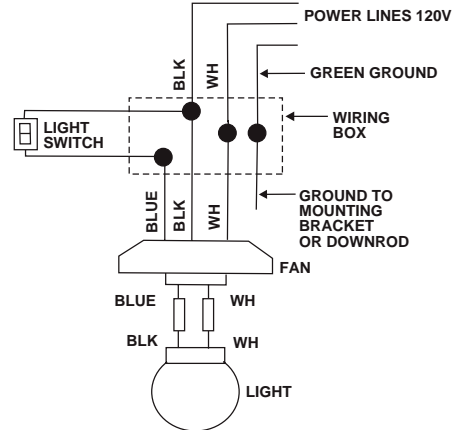 POWER LINES 120V
BLK
WH
GREEN GROUND
LIGHT
SWITCH
WIRING
BOX
BLUE
BLK
WH
GROUND TO
MOUNTING
BRACKET
OR DOWNROD
FAN
BLUE
WH
BLK
WH
LIGHT